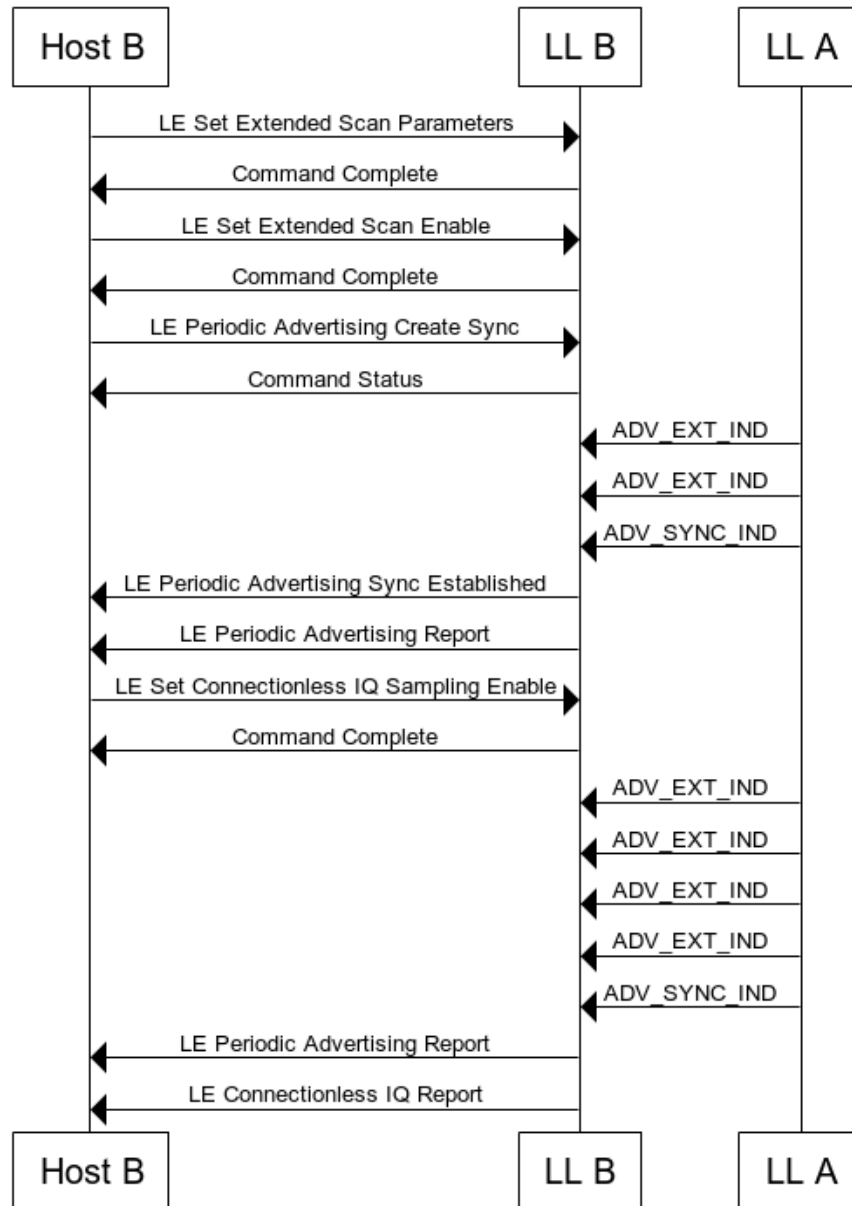 Host B
LL B
LL A
LE Set Extended Scan Parameters
Command Complete
LE Set Extended Scan Enable
Command Complete
LE Periodic Advertising Create Sync
Command Status
ADV_EXT_IND
ADV_EXT_IND
ADV_SYNC_IND
LE Periodic Advertising Sync Established
LE Periodic Advertising Report
LE Set Connectionless IQ Sampling Enable
Command Complete
ADV_EXT_IND
ADV_EXT_IND
ADV_EXT_IND
ADV_EXT_IND
ADV_SYNC_IND
LE Periodic Advertising Report
LE Connectionless IQ Report
Host B
LL B
LL A